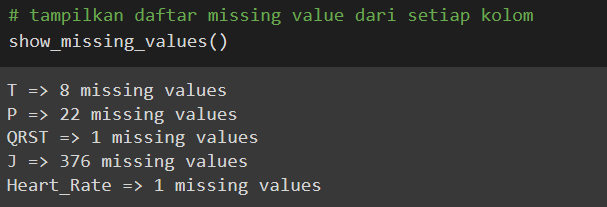 # tampilkan daftar missing value dari setiap kolom
show_missing_values()
T => 8 missing values
P => 22 missing values
QRST => 1 missing values
J => 376 missing values
Heart_Rate => 1 missing values